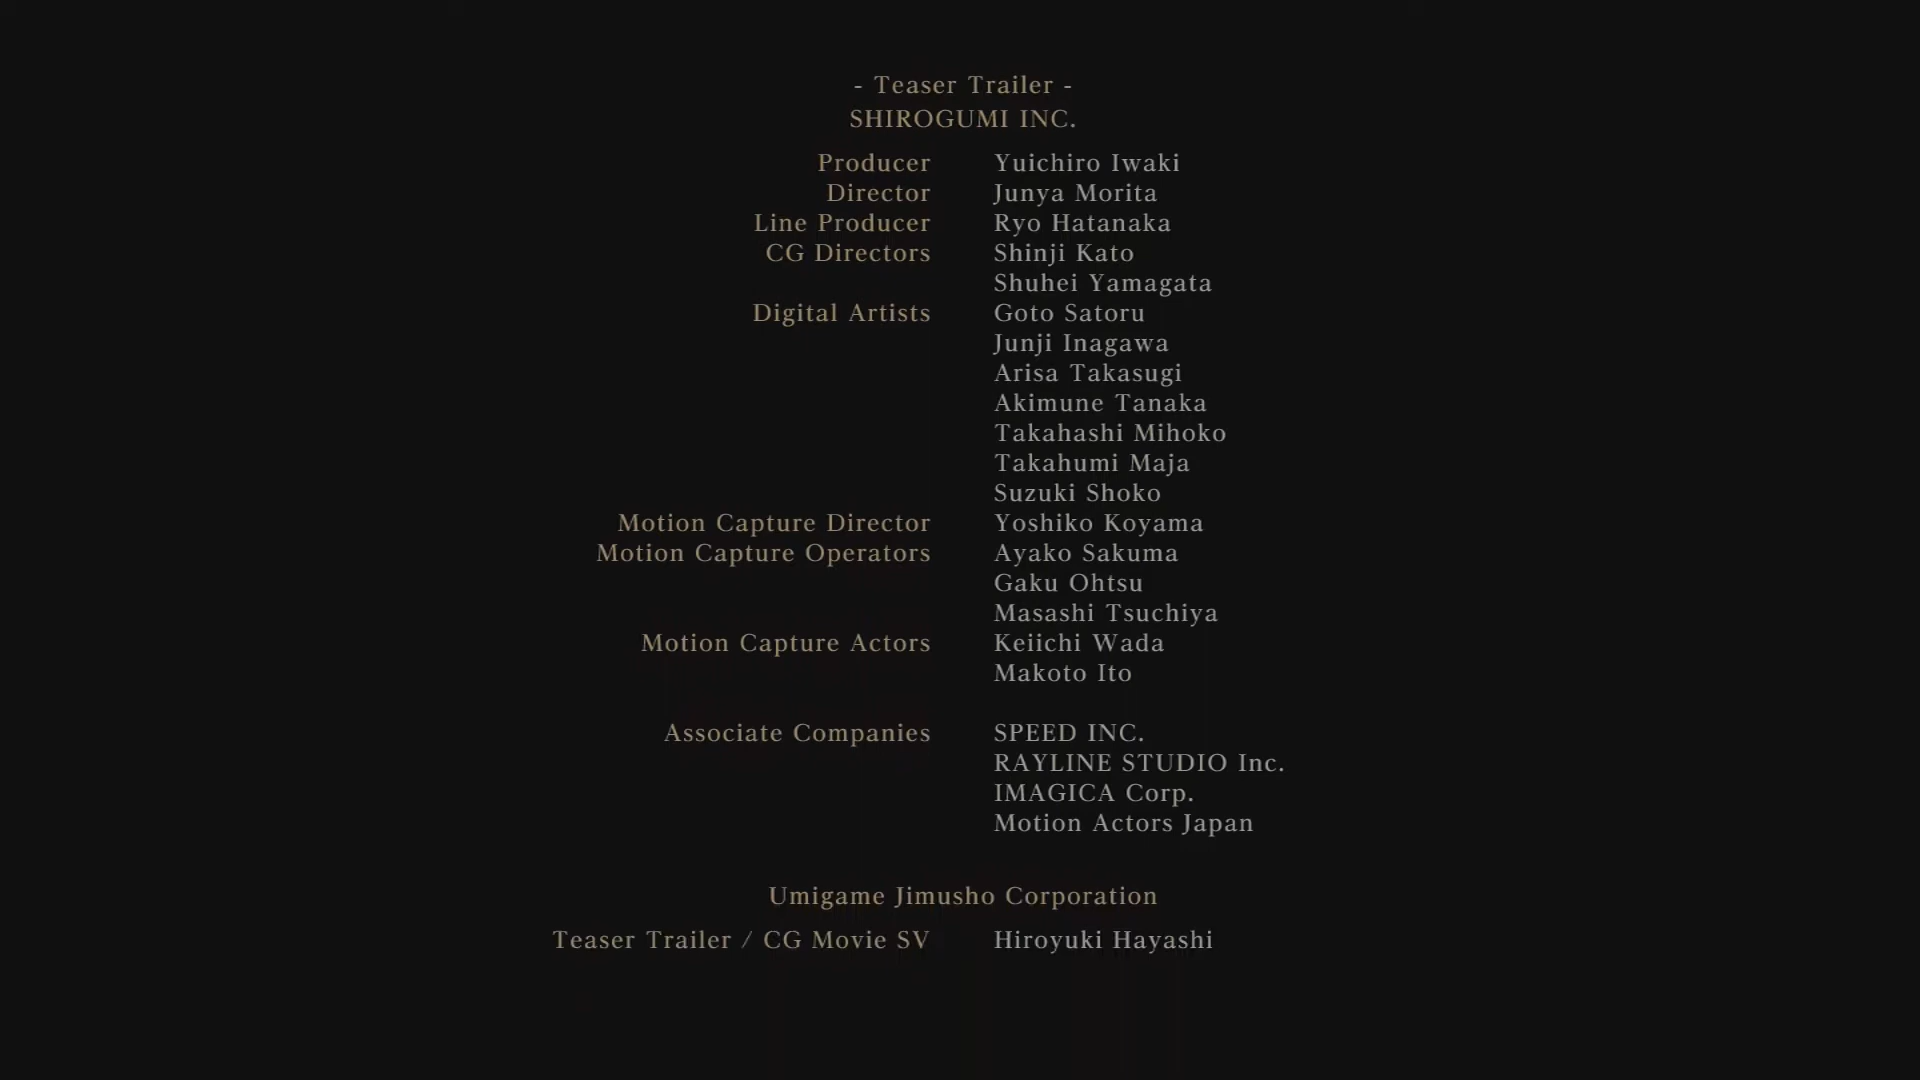 - Teaser Trailer -
SHIROGUMI INC.
Producer Yuichiro Iwaki
Director Junya Morita
Line Producer Ryo Hatanaka
CG Directors Shinji Kato
Shuhei Yamagata
Digital Artists Goto Satoru
Junji Inagawa
Arisa Takasugi
Akimune Tanaka
Takahashi Mihoko
Takahumi Maja
Suzuki Shoko
Motion Capture Director Yoshiko Koyama
Motion Capture Operators Ayako Sakuma
Gaku Ohtsu
Masashi Tsuchiya
Motion Capture Actors Keiichi Wada
Makoto Ito
Associate Companies SPEED INC.
RAYLINE STUDIO Inc.
IMAGICA Corp.
Motion Actors Japan
Umigame Jimusho Corporation
Teaser Trailer / CG Movie SV Hiroyuki Hayashi